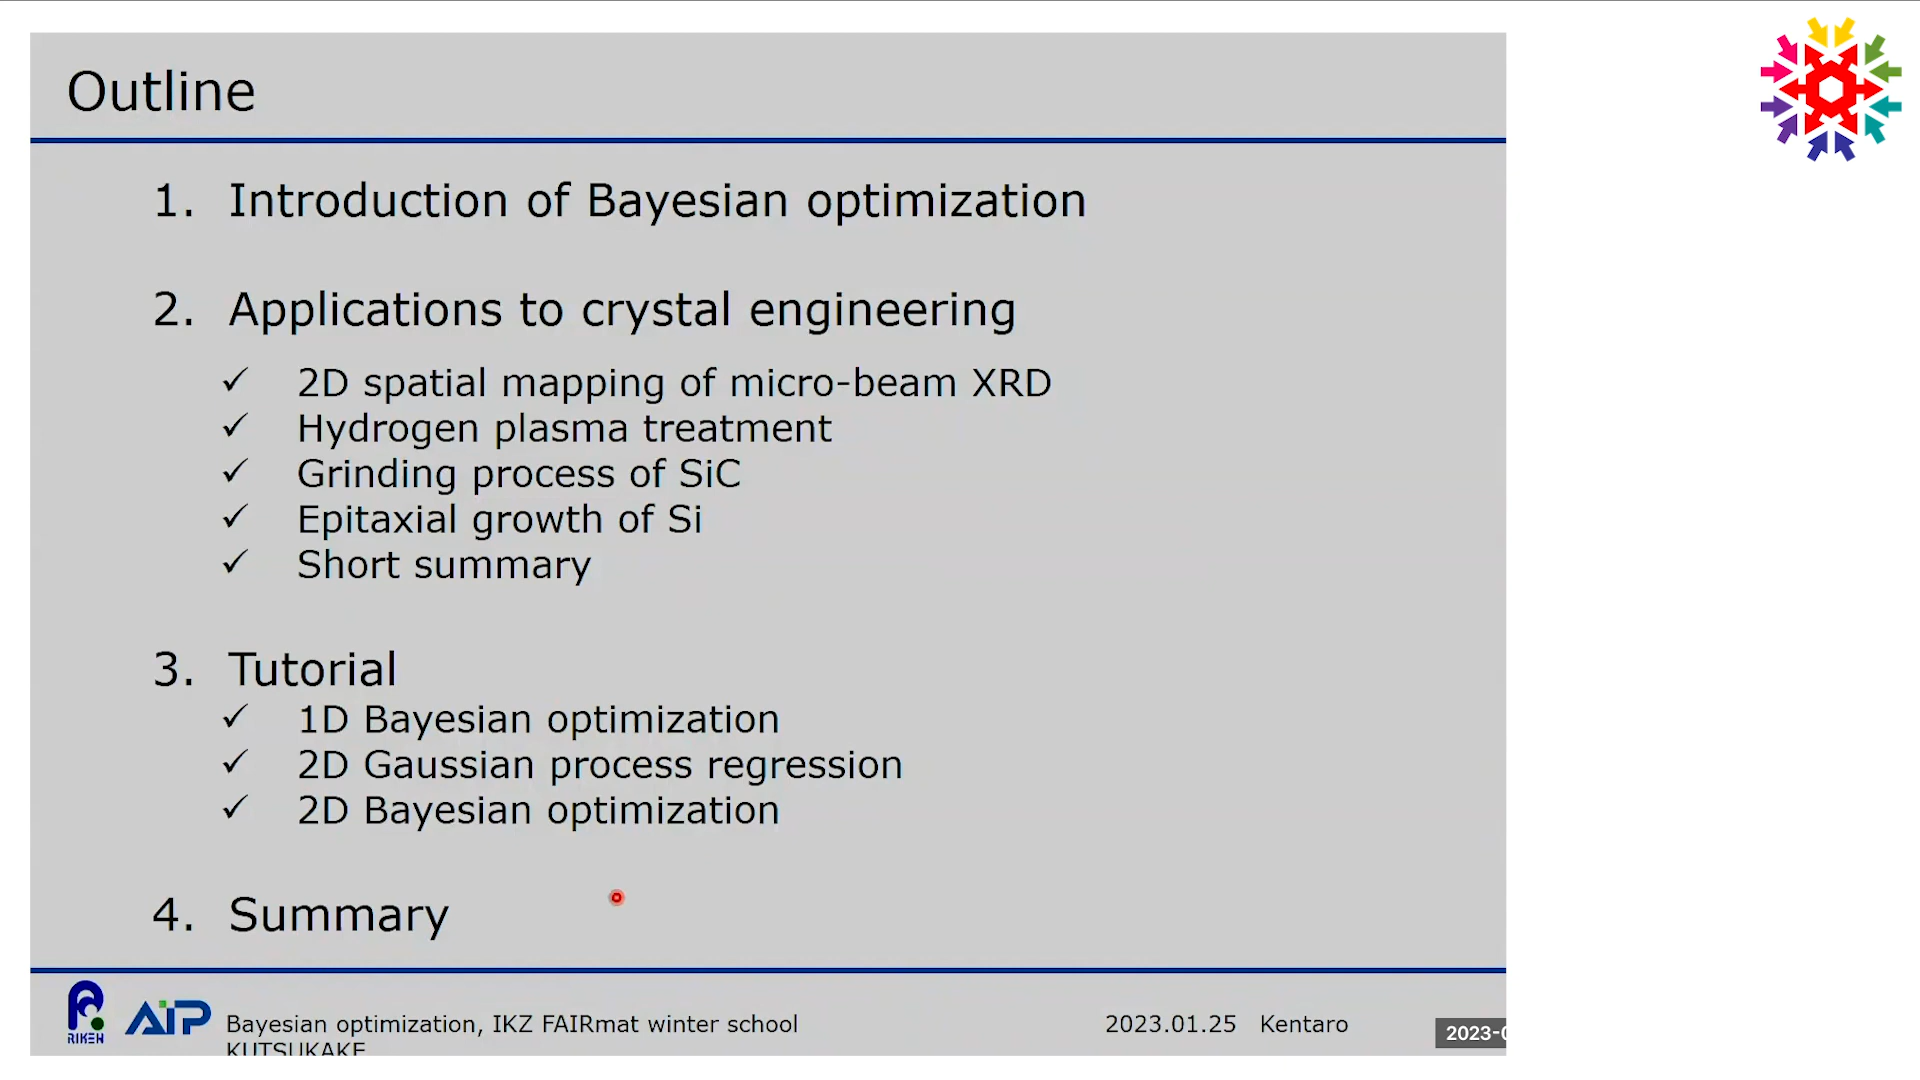 Outline
1. Introduction of Bayesian optimization
2. Applications to crystal engineering
✓ 2D spatial mapping of micro-beam XRD
✓ Hydrogen plasma treatment
✓ Grinding process of SiC
✓ Epitaxial growth of Si
✓ Short summary
3. Tutorial
✓ 1D Bayesian optimization
✓ 2D Gaussian process regression
✓ 2D Bayesian optimization
4. Summary
RIKEN
AIP
Bayesian optimization, IKZ FAIRmat winter school 2023.01.25 Kentaro
KUTSUKAKE
2023-0